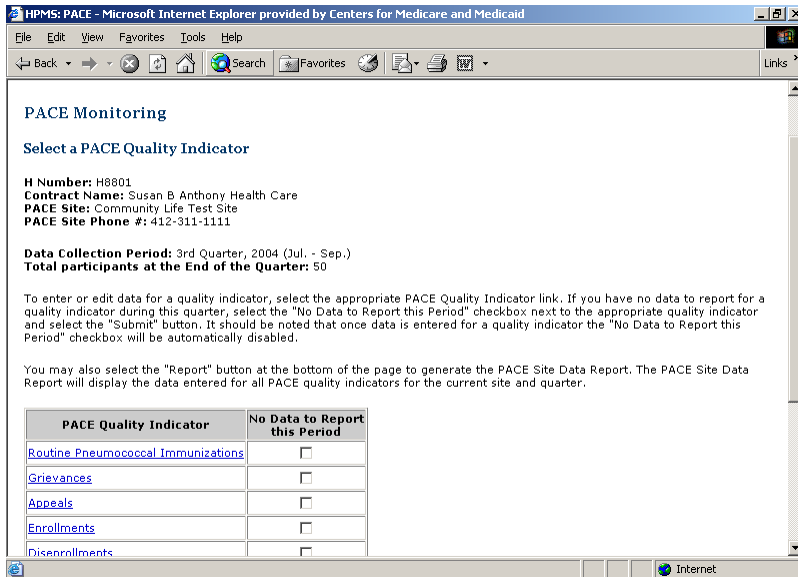 HPMS: PACE - Microsoft Internet Explorer provided by Centers for Medicare and Medicaid
File Edit View Favorites Tools Help
Back Search Favorites Links
PACE Monitoring
Select a PACE Quality Indicator
H Number: H8801
Contract Name: Susan B Anthony Health Care
PACE Site: Community Life Test Site
PACE Site Phone #: 412-311-1111
Data Collection Period: 3rd Quarter, 2004 (Jul. - Sep.)
Total participants at the End of the Quarter: 50
To enter or edit data for a quality indicator, select the appropriate PACE Quality Indicator link. If you have no data to report for a
quality indicator during this quarter, select the "No Data to Report this Period" checkbox next to the appropriate quality indicator
and select the "Submit" button. It should be noted that once data is entered for a quality indicator the "No Data to Report this
Period" checkbox will be automatically disabled.
You may also select the "Report" button at the bottom of the page to generate the PACE Site Data Report. The PACE Site Data
Report will display the data entered for all PACE quality indicators for the current site and quarter.
PACE Quality Indicator
No Data to Report
this Period
Routine Pneumococcal Immunizations
Grievances
Appeals
Enrollments
Disenrollments
Internet